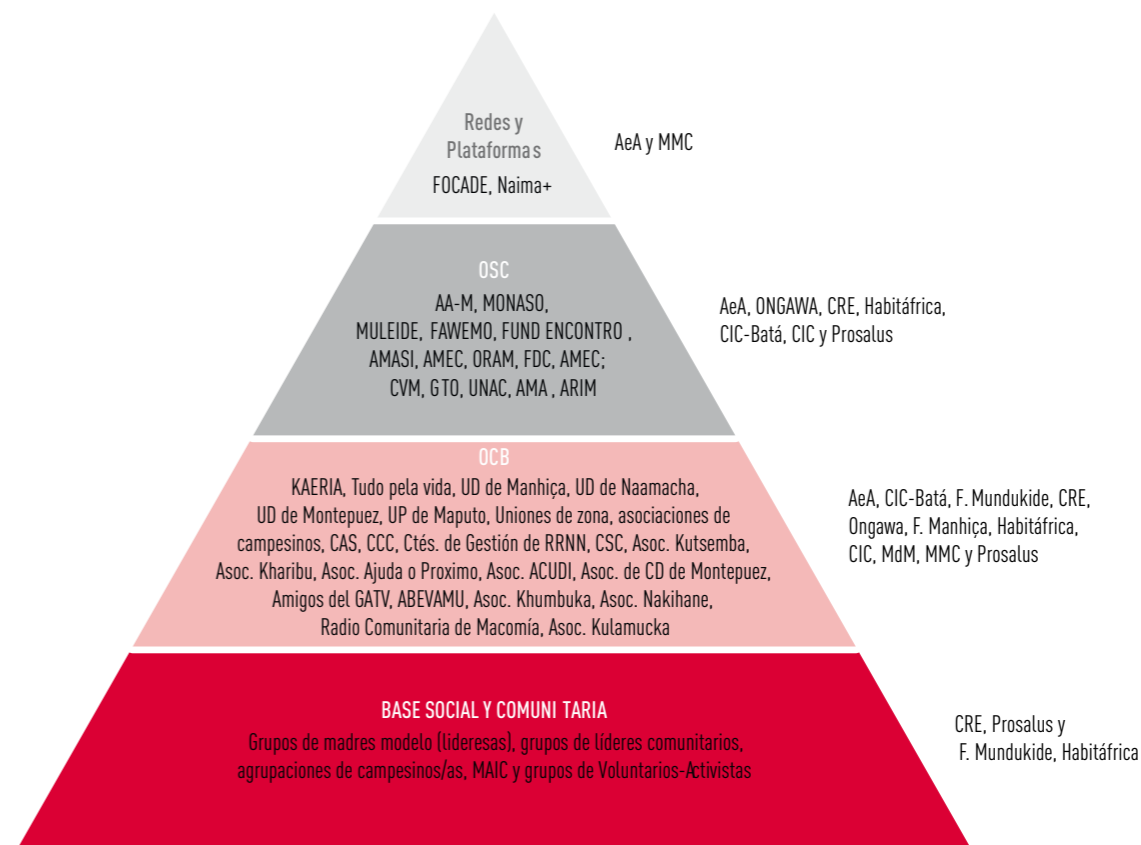 Redes y
Plataformas
FOCADE, Naima+
AeA y MMC
OSC
AA-M, MONASO,
MULEIDE, FAWEMO, FUND ENCONTRO ,
AMASI, AMEC, ORAM, FDC, AMEC;
CVM, GTO, UNAC, AMA , ARIM
AeA, ONGAWA, CRE, Habitáfrica,
CIC-Batá, CIC y Prosalus
OCB
KAERIA, Tudo pela vida, UD de Manhiça, UD de Naamacha,
UD de Montepuez, UP de Maputo, Uniones de zona, asociaciones de
campesinos, CAS, CCC, Ctés. de Gestión de RRNN, CSC, Asoc. Kutsemba,
Asoc. Kharibu, Asoc. Ajuda o Proximo, Asoc. ACUDI, Asoc. de CD de Montepuez,
Amigos del GATV, ABEVAMU, Asoc. Khumbuka, Asoc. Nakihane,
Radio Comunitaria de Macomía, Asoc. Kulamucka
AeA, CIC-Batá, F. Mundukide, CRE,
Ongawa, F. Manhiça, Habitáfrica,
CIC, MdM, MMC y Prosalus
BASE SOCIAL Y COMUNI TARIA
Grupos de madres modelo (lideresas), grupos de líderes comunitarios,
agrupaciones de campesinos/as, MAIC y grupos de Voluntarios-Activistas
CRE, Prosalus y
F. Mundukide, Habitáfrica